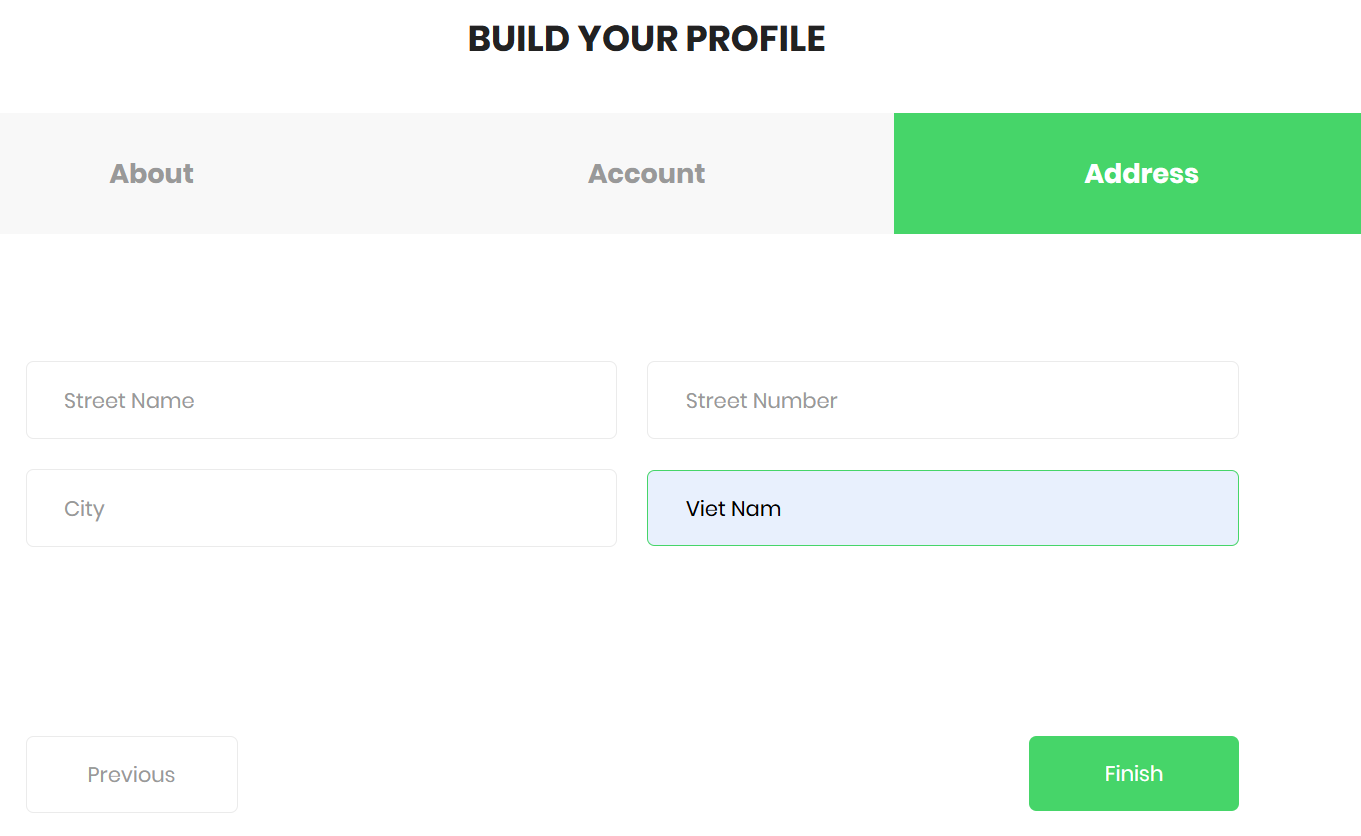 BUILD YOUR PROFILE
About Account Address
Street Name Street Number
City Viet Nam
Previous Finish